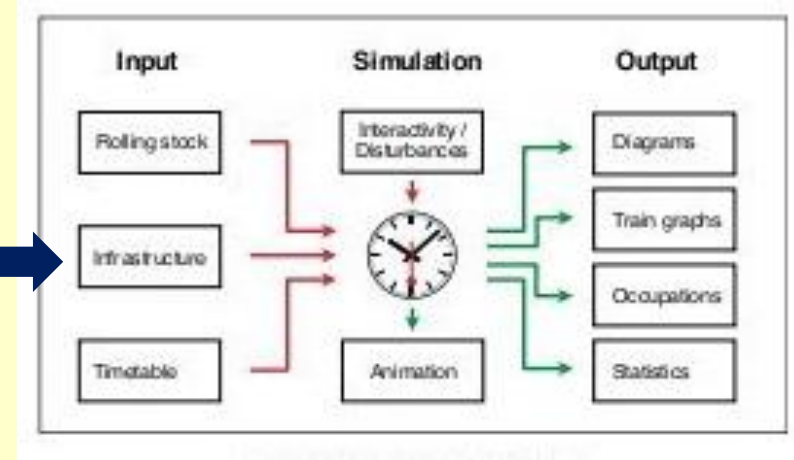 Input
Simulation
Output
Rolling stock
Interactivity /
Disturbances
Diagrams
Train graphs
Infrastructure
Occupations
Timetable
Animation
Statistics